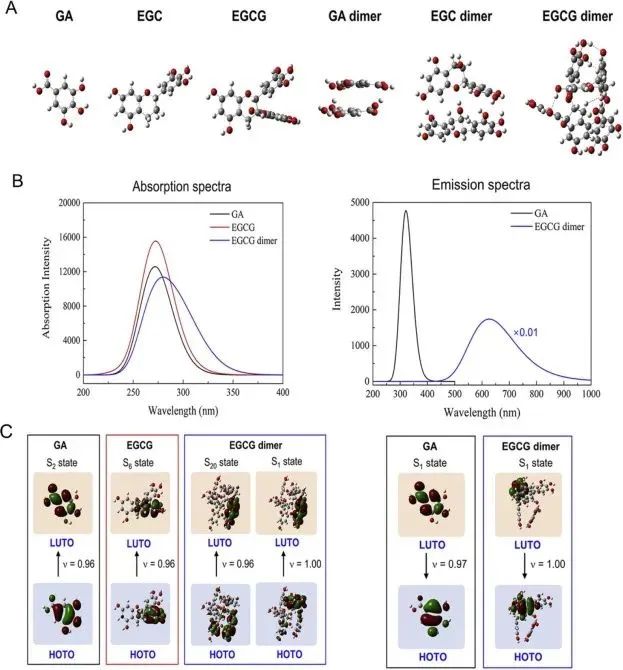 A
GA EGC EGCG GA dimer EGC dimer EGCG dimer
B
Absorption spectra
20000
16000
12000
8000
4000
0
Absorption Intensity
GA
EGCG
EGCG dimer
200 250 300 350 400
Wavelength (nm)
Emission spectra
5000
4000
3000
2000
1000
0
Intensity
GA
EGCG dimer
×0.01
200 300 400 500 600 700 800 900 1000
Wavelength (nm)
C
GA
S2 state
LUTO
ν = 0.96
HOTO
EGCG
S8 state
LUTO
ν = 0.96
HOTO
EGCG dimer
S20 state S1 state
LUTO LUTO
ν = 0.96 ν = 1.00
HOTO HOTO
GA
S1 state
LUTO
ν = 0.97
HOTO
EGCG dimer
S1 state
LUTO
ν = 1.00
HOTO